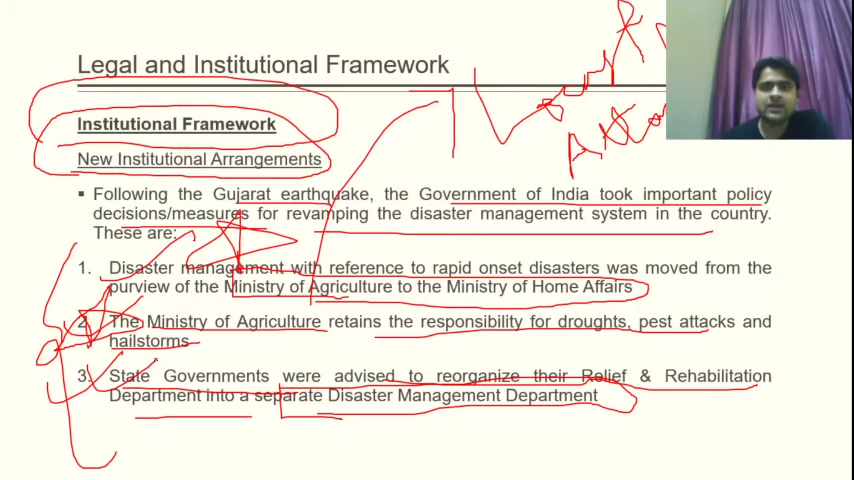 Legal and Institutional Framework
Institutional Framework
New Institutional Arrangements
▪ Following the Gujarat earthquake, the Government of India took important policy
decisions/measures for revamping the disaster management system in the country.
These are:
1. Disaster management with reference to rapid onset disasters was moved from the
purview of the Ministry of Agriculture to the Ministry of Home Affairs
2. The Ministry of Agriculture retains the responsibility for droughts, pest attacks and
hailstorms
3. State Governments were advised to reorganize their Relief & Rehabilitation
Department into a separate Disaster Management Department